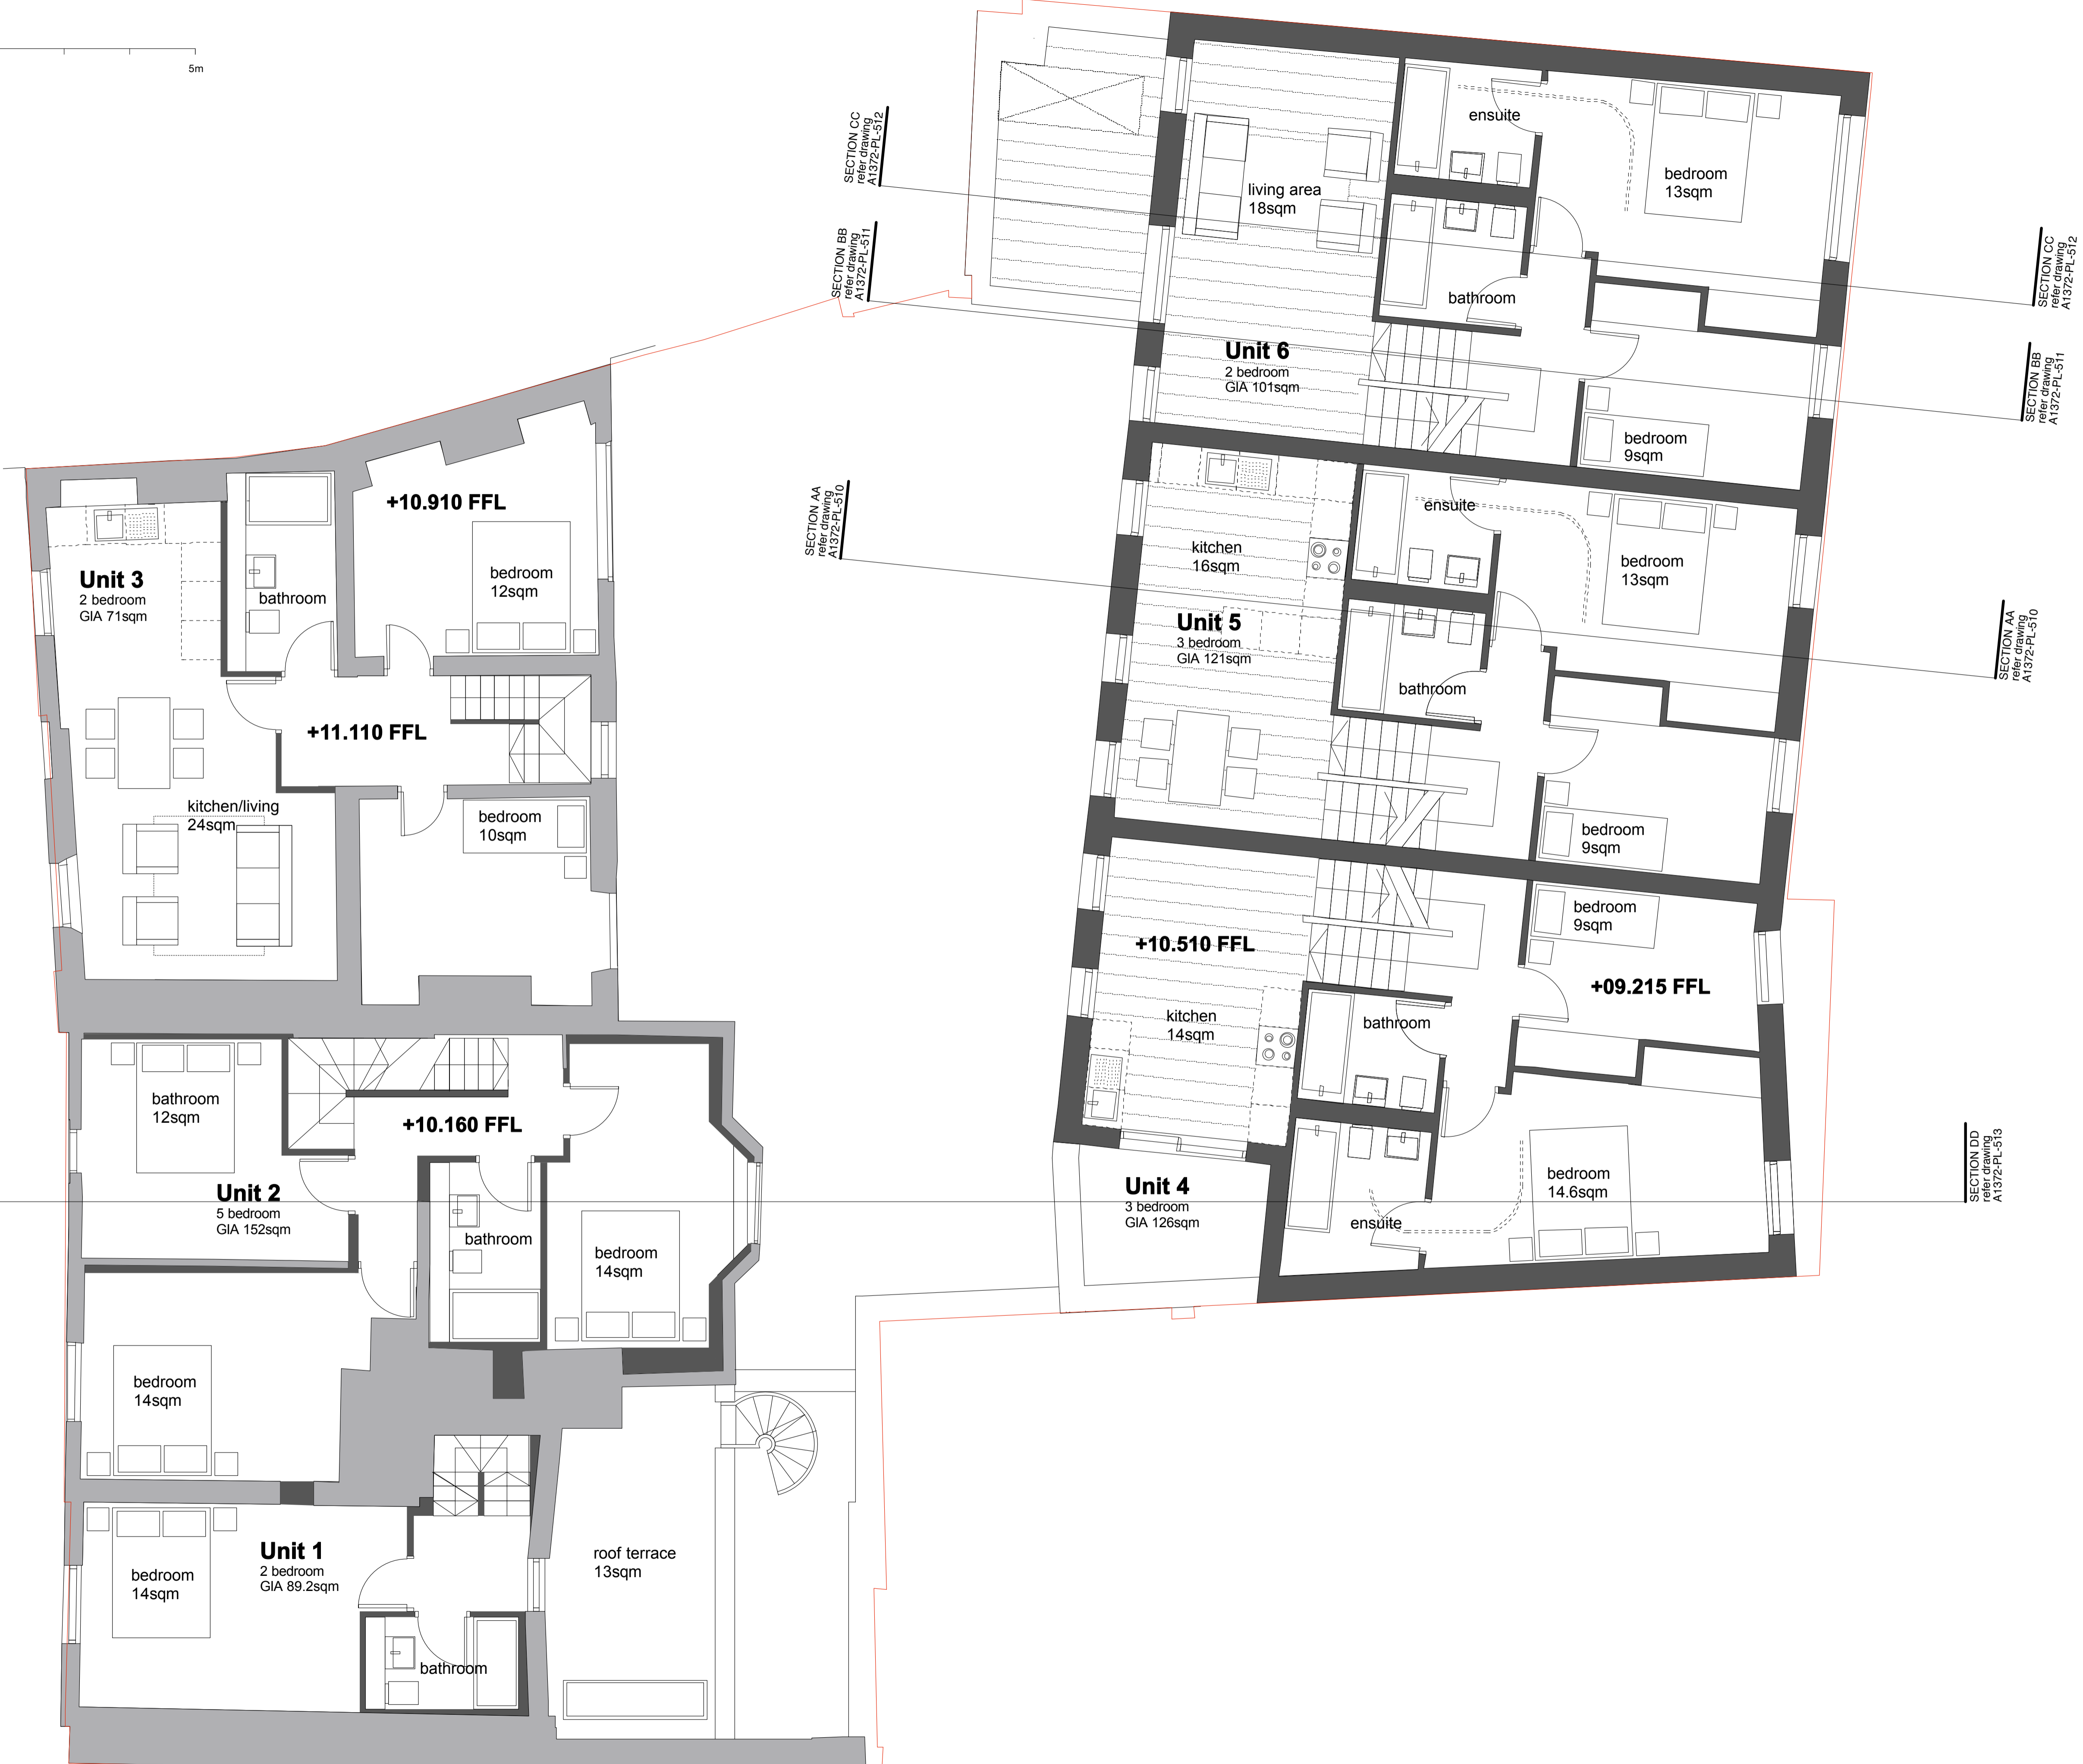 5m
SECTION CC
refer drawing
A1372-PL-512
SECTION BB
refer drawing
A1372-PL-511
SECTION AA
refer drawing
A1372-PL-510
ensuite
bedroom
13sqm
living area
18sqm
bathroom
Unit 6
2 bedroom
GIA 101sqm
bedroom
9sqm
SECTION CC
refer drawing
A1372-PL-512
SECTION BB
refer drawing
A1372-PL-511
+10.910 FFL
bedroom
12sqm
Unit 3
2 bedroom
GIA 71sqm
bathroom
+11.110 FFL
kitchen/living
24sqm
bedroom
10sqm
kitchen
16sqm
ensuite
bedroom
13sqm
Unit 5
3 bedroom
GIA 121sqm
bathroom
bedroom
9sqm
SECTION AA
refer drawing
A1372-PL-510
bedroom
9sqm
+10.510 FFL
+09.215 FFL
kitchen
14sqm
bathroom
Unit 4
3 bedroom
GIA 126sqm
ensuite
bedroom
14.6sqm
SECTION DD
refer drawing
A1372-PL-513
bathroom
12sqm
+10.160 FFL
Unit 2
5 bedroom
GIA 152sqm
bathroom
bedroom
14sqm
bedroom
14sqm
Unit 1
2 bedroom
GIA 89.2sqm
bedroom
14sqm
roof terrace
13sqm
bathroom